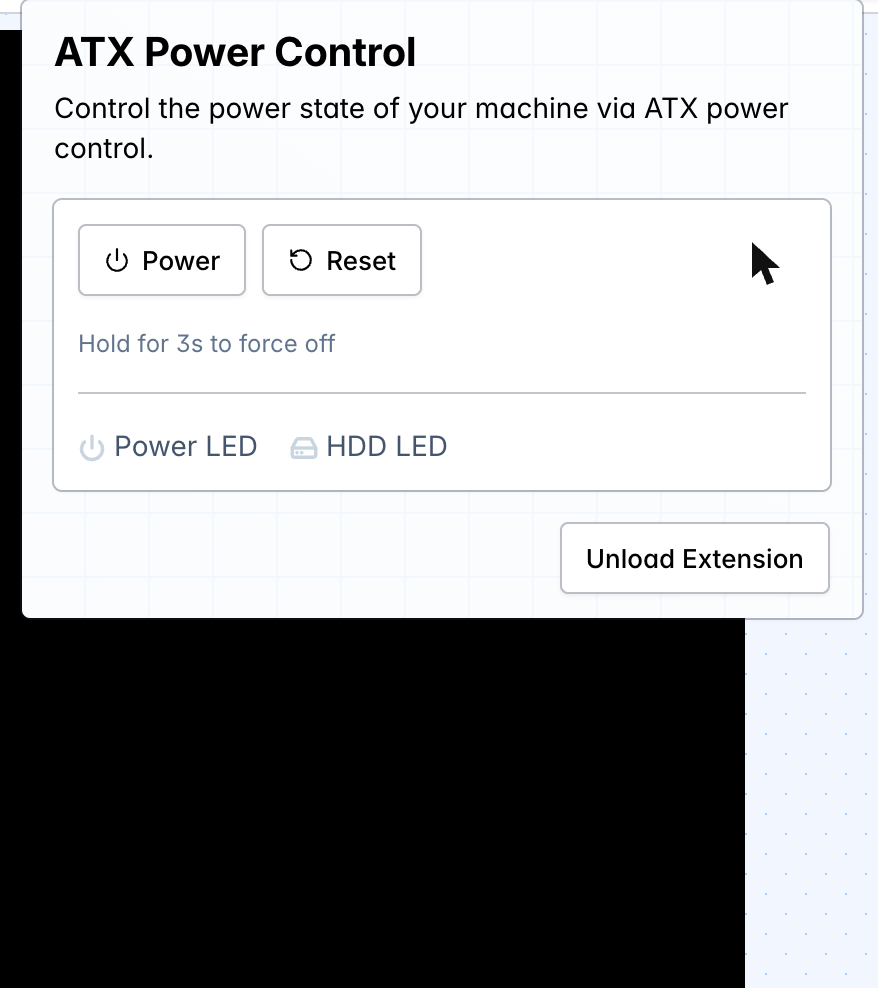 ATX Power Control
Control the power state of your machine via ATX power
control.
Power
Reset
Hold for 3s to force off
Power LED
HDD LED
Unload Extension